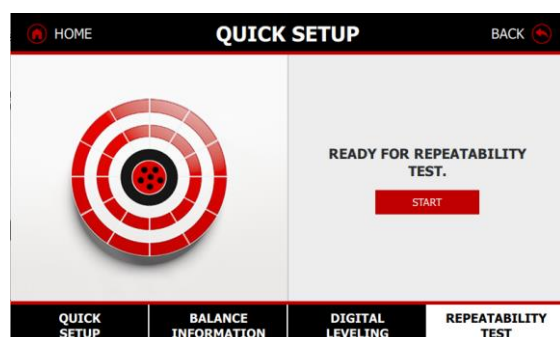 HOME
QUICK SETUP
BACK
READY FOR REPEATABILITY
TEST.
START
QUICK
SETUP
BALANCE
INFORMATION
DIGITAL
LEVELING
REPEATABILITY
TEST